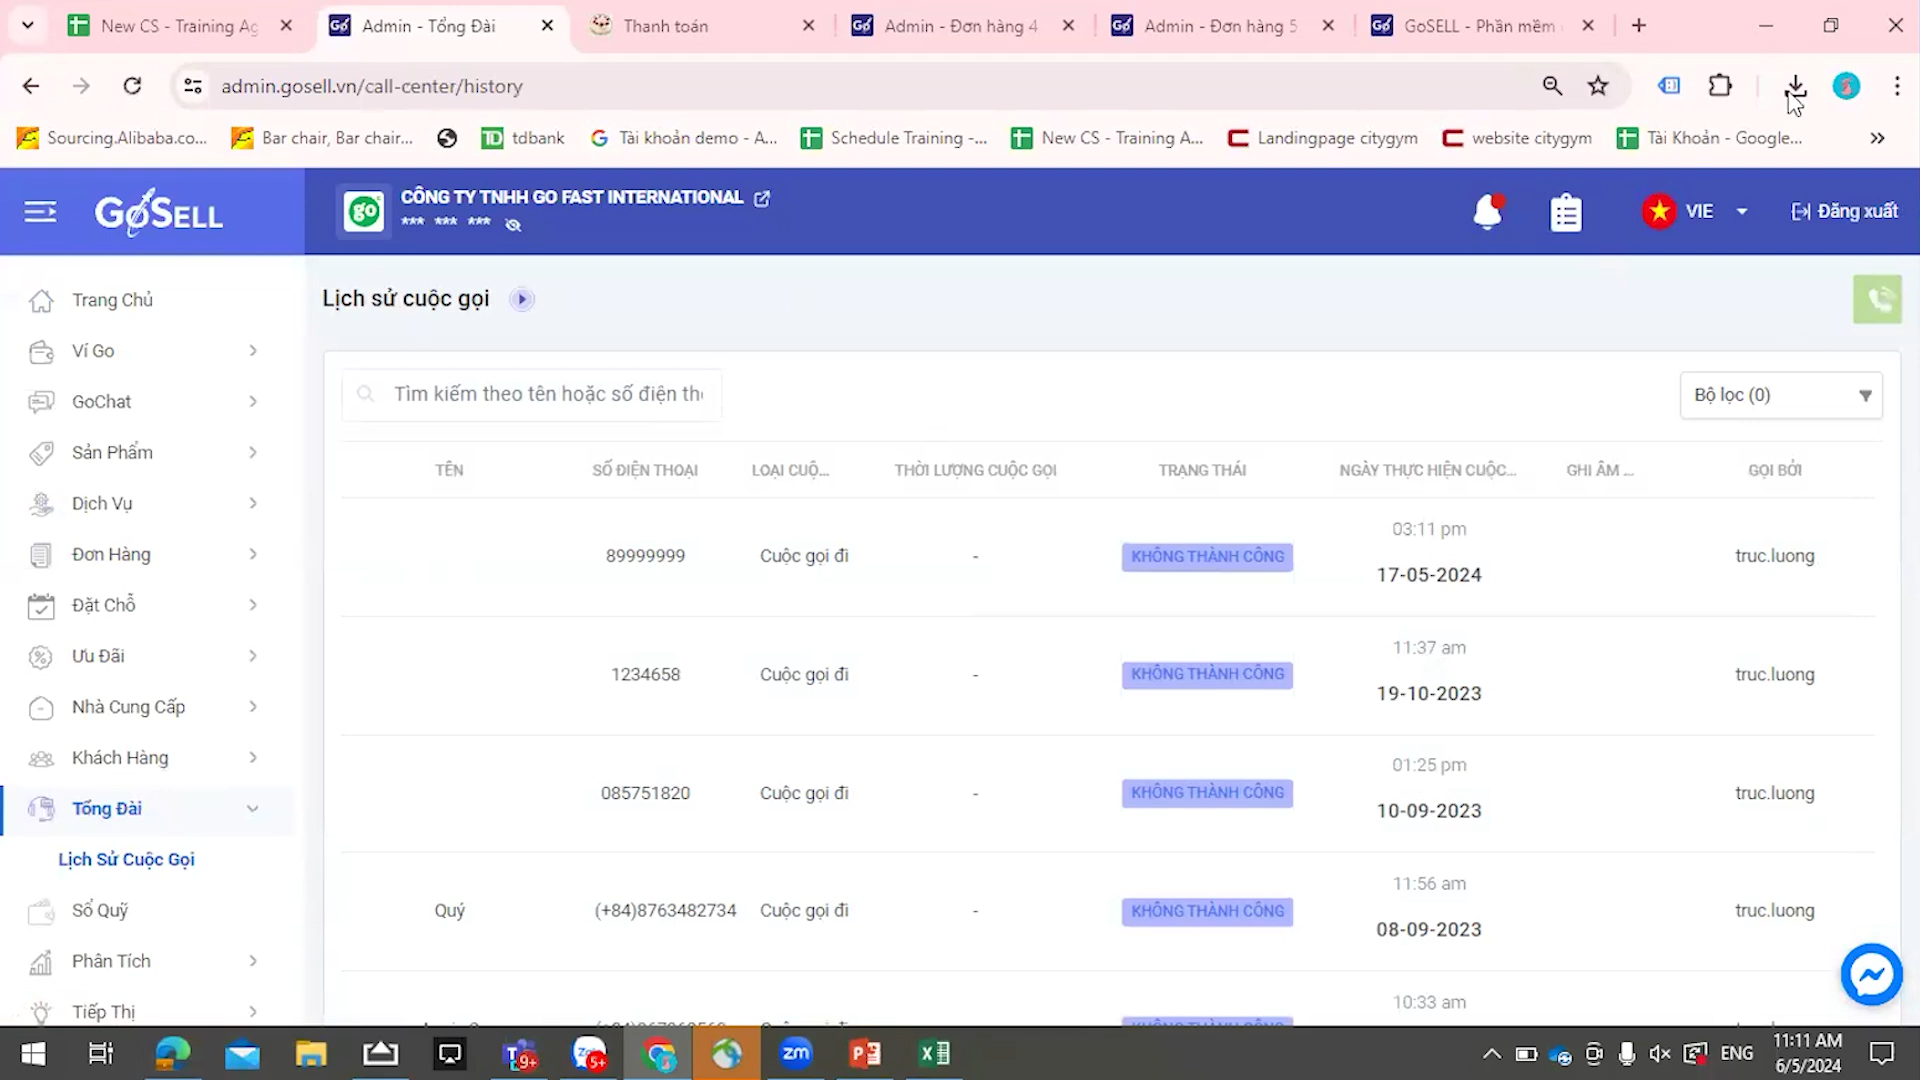 New CS - Training Ag
Admin - Tổng Đài
Thanh toán
Admin - Đơn hàng 4
Admin - Đơn hàng 5
GoSELL - Phần mềm
admin.gosell.vn/call-center/history
Sourcing.Alibaba.co...
Bar chair, Bar chair...
tdbank
Tài khoản demo - A...
Schedule Training -...
New CS - Training A...
Landingpage citygym
website citygym
Tài Khoản - Google...
GoSELL
go
CÔNG TY TNHH GO FAST INTERNATIONAL
*** *** ***
VIE
Đăng xuất
Trang Chủ
Ví Go
GoChat
Sản Phẩm
Dịch Vụ
Đơn Hàng
Đặt Chỗ
Ưu Đãi
Nhà Cung Cấp
Khách Hàng
Tổng Đài
Lịch Sử Cuộc Gọi
Sổ Quỹ
Phân Tích
Tiếp Thị
Lịch sử cuộc gọi
Tìm kiếm theo tên hoặc số điện tho
Bộ lọc (0)
TÊN SỐ ĐIỆN THOẠI LOẠI CUỘ... THỜI LƯỢNG CUỘC GỌI TRẠNG THÁI NGÀY THỰC HIỆN CUỘC... GHI ÂM ... GỌI BỞI
03:11 pm
89999999 Cuộc gọi đi - KHÔNG THÀNH CÔNG 17-05-2024 truc.luong
11:37 am
1234658 Cuộc gọi đi - KHÔNG THÀNH CÔNG 19-10-2023 truc.luong
01:25 pm
085751820 Cuộc gọi đi - KHÔNG THÀNH CÔNG 10-09-2023 truc.luong
11:56 am
Quý (+84)8763482734 Cuộc gọi đi - KHÔNG THÀNH CÔNG 08-09-2023 truc.luong
10:33 am
9+
5+
zm
ENG
11:11 AM
6/5/2024